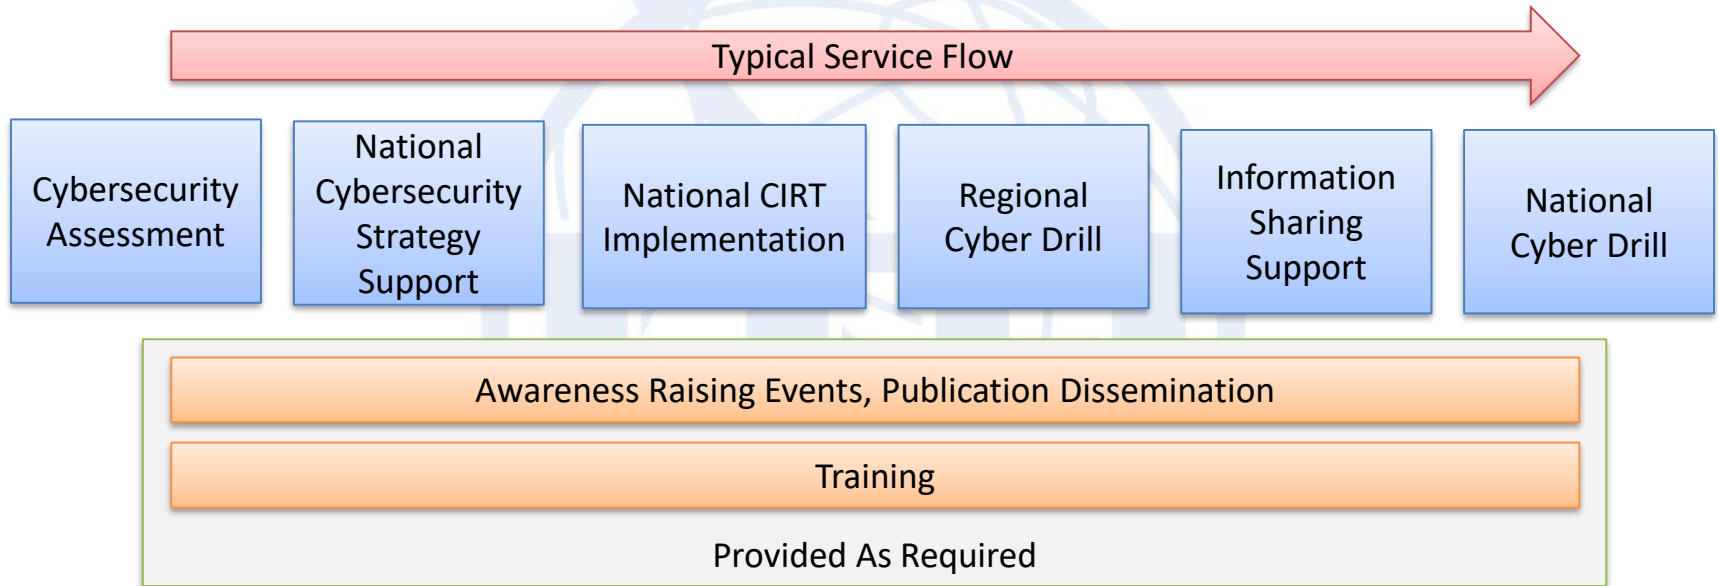 Typical Service Flow
Cybersecurity
Assessment
National
Cybersecurity
Strategy
Support
National CIRT
Implementation
Regional
Cyber Drill
Information
Sharing
Support
National
Cyber Drill
Awareness Raising Events, Publication Dissemination
Training
Provided As Required